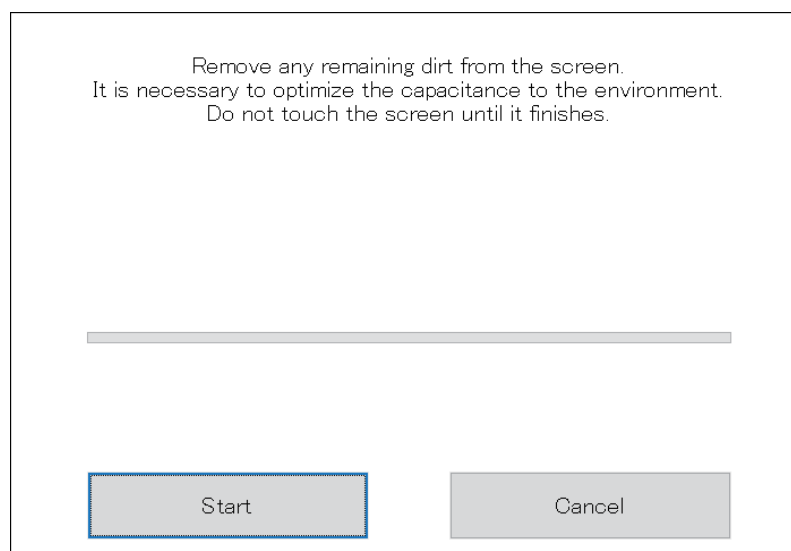 Remove any remaining dirt from the screen.
It is necessary to optimize the capacitance to the environment.
Do not touch the screen until it finishes.
Start
Cancel